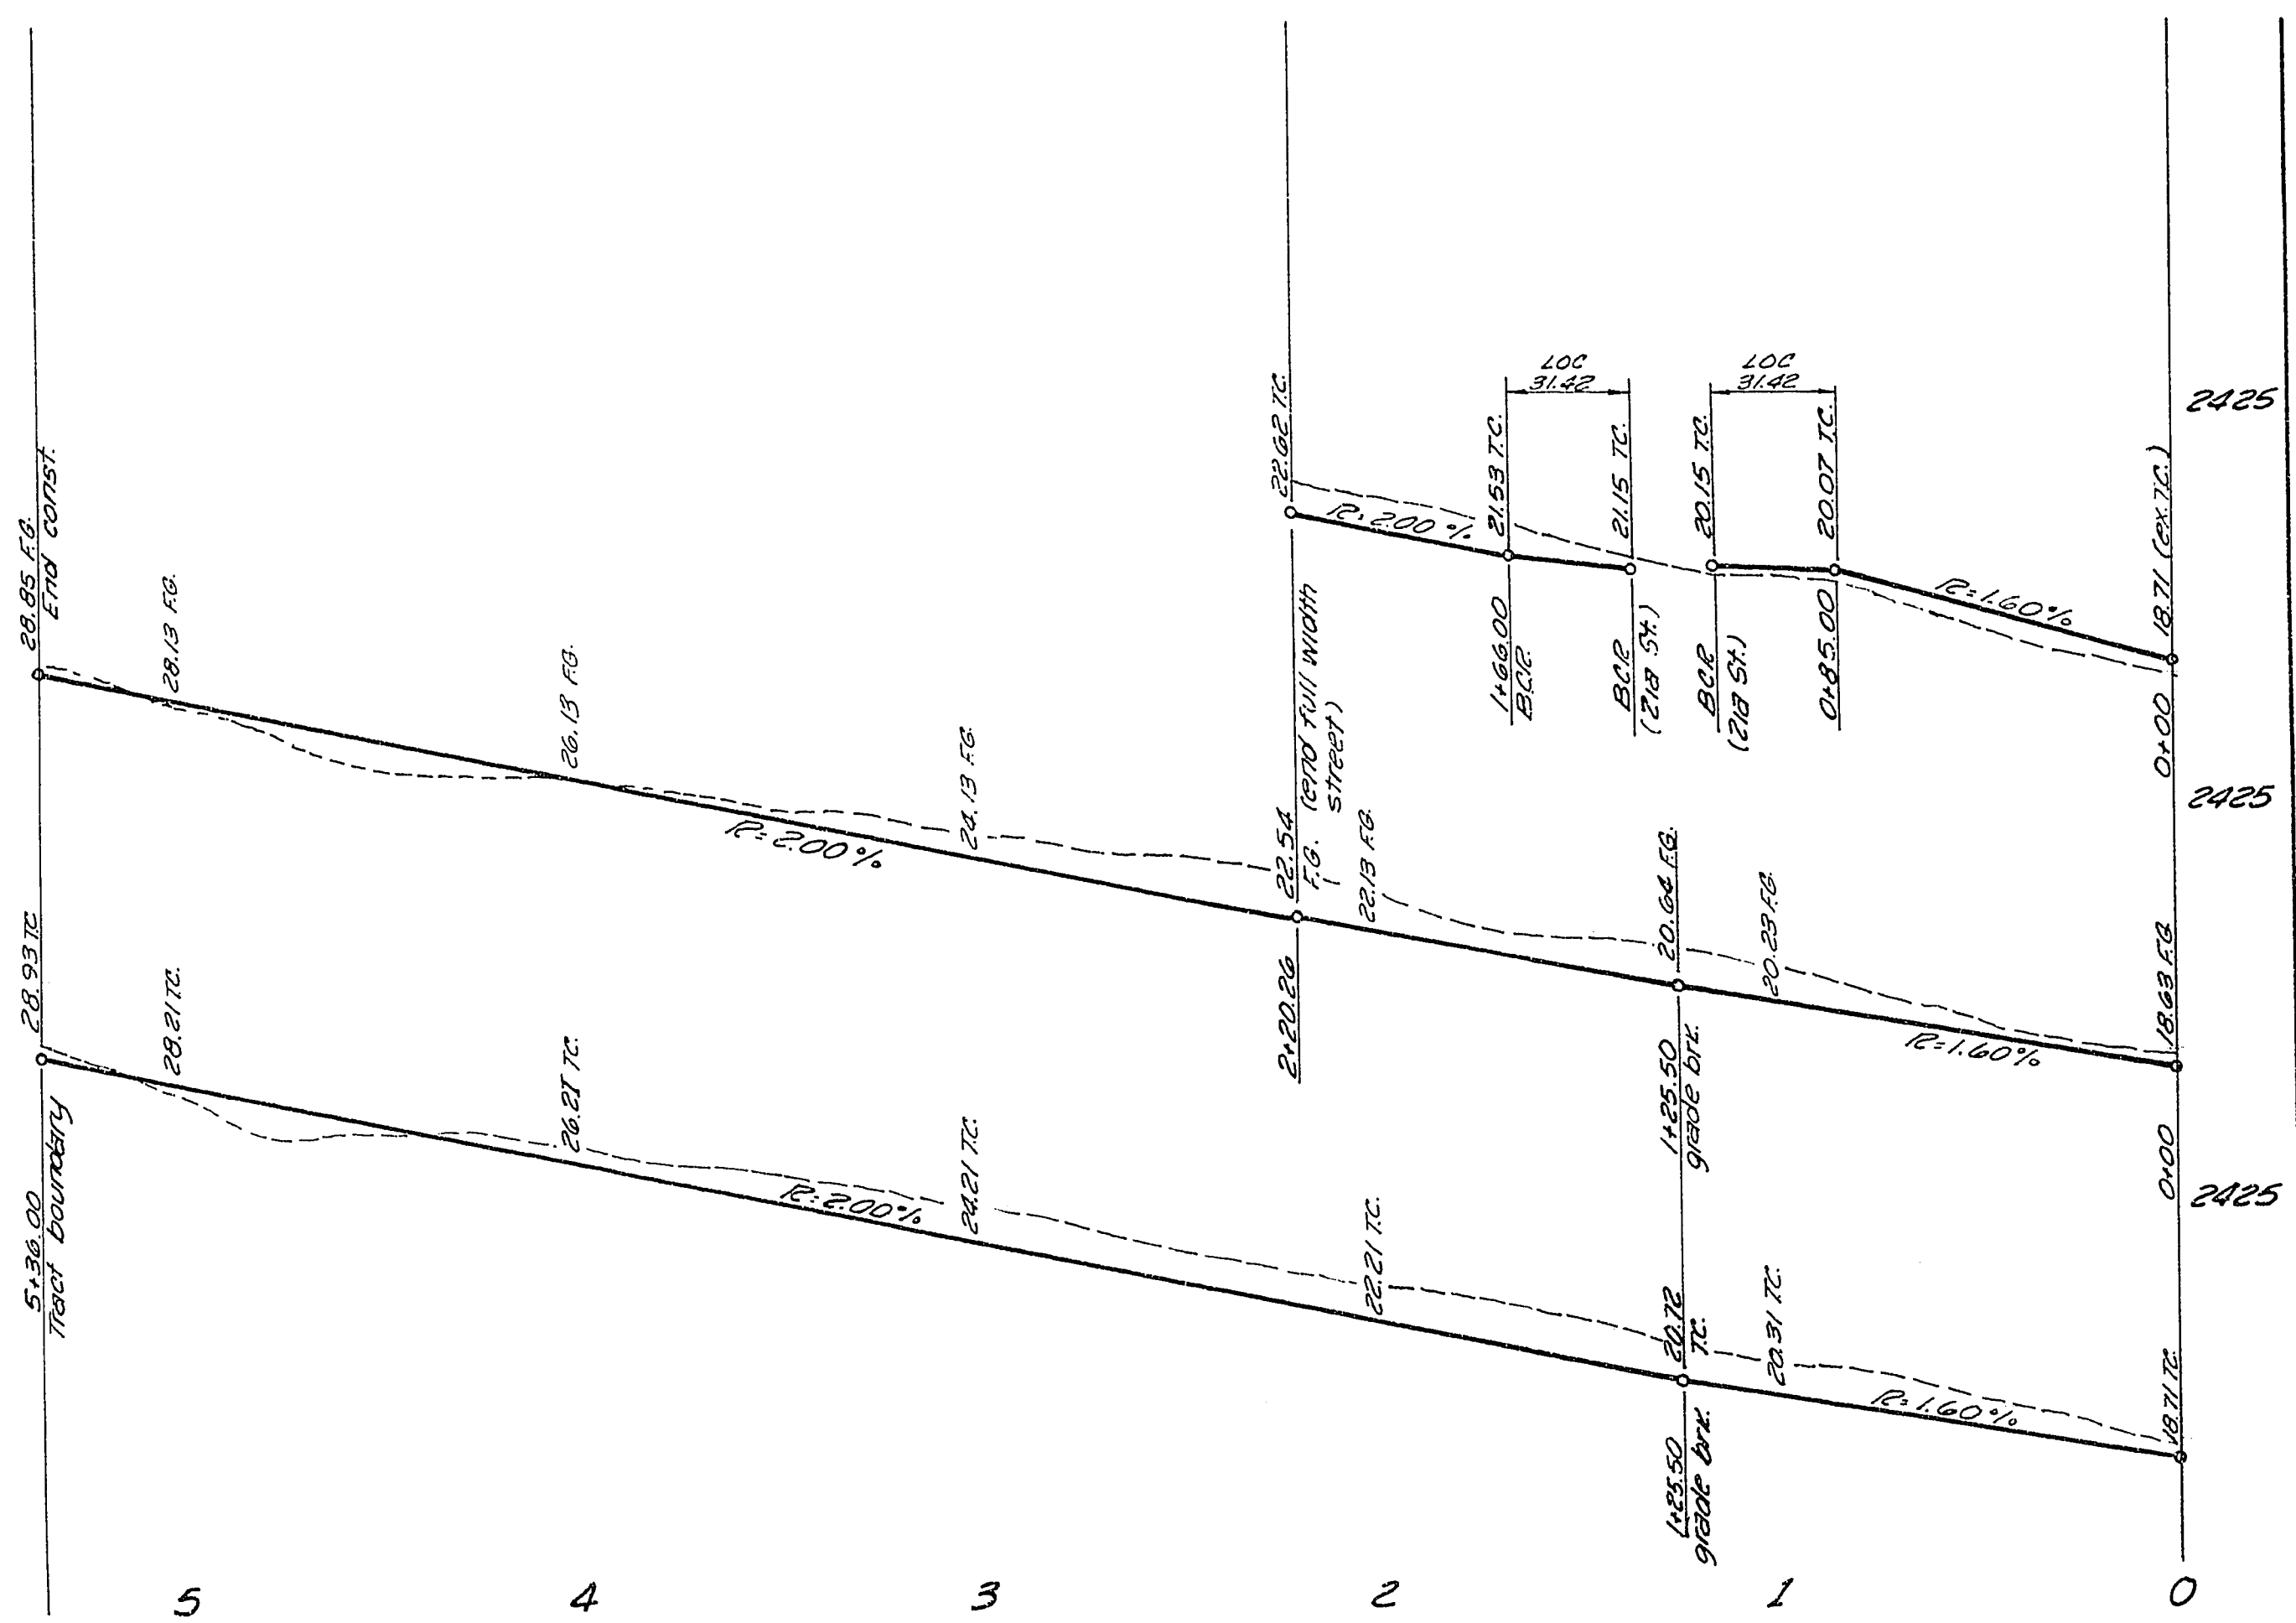 28.85 F.G.
End const.
28.13 F.G.
26.13 F.G.
R=2.00%
24.13 F.G.
22.62 T.C.
R=2.00%
LOC
31.42
LOC
31.42
21.53 T.C.
21.15 T.C.
20.15 T.C.
20.07 T.C.
1+66.00
B.C.R.
BCR
(21st St.)
BCR
(21st St.)
0+85.00
R=1.60%
18.71 (ex.T.C.)
0+00
2425
22.54
F.G. (end full width
street)
2+20.26
22.13 F.G.
20.64 F.G.
20.23 F.G.
1+25.50
grade brk.
R=1.60%
18.63 F.G.
0+00
2425
28.93 T.C.
5+36.00
Tract boundary
28.21 T.C.
26.21 T.C.
R=2.00%
24.21 T.C.
22.21 T.C.
20.72
T.C.
1+25.50
grade brk.
20.31 T.C.
R=1.60%
18.71 T.C.
2425
5
4
3
2
1
0